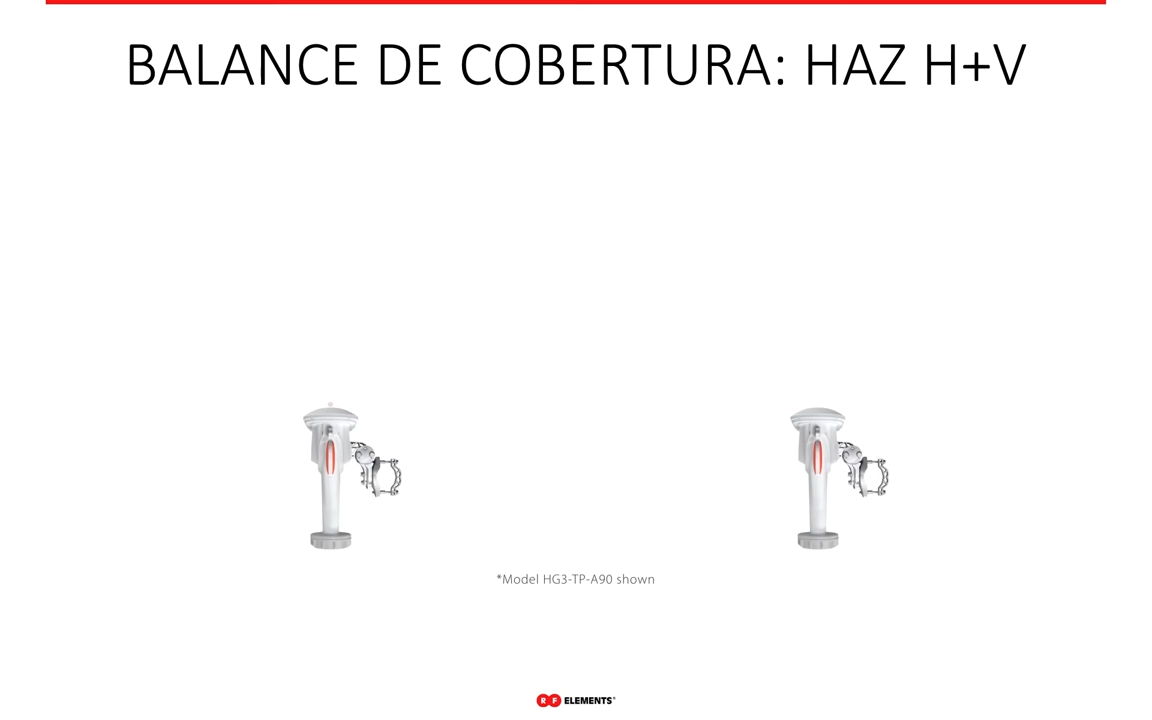 BALANCE DE COBERTURA: HAZ H+V
*Model HG3-TP-A90 shown
RF ELEMENTS®